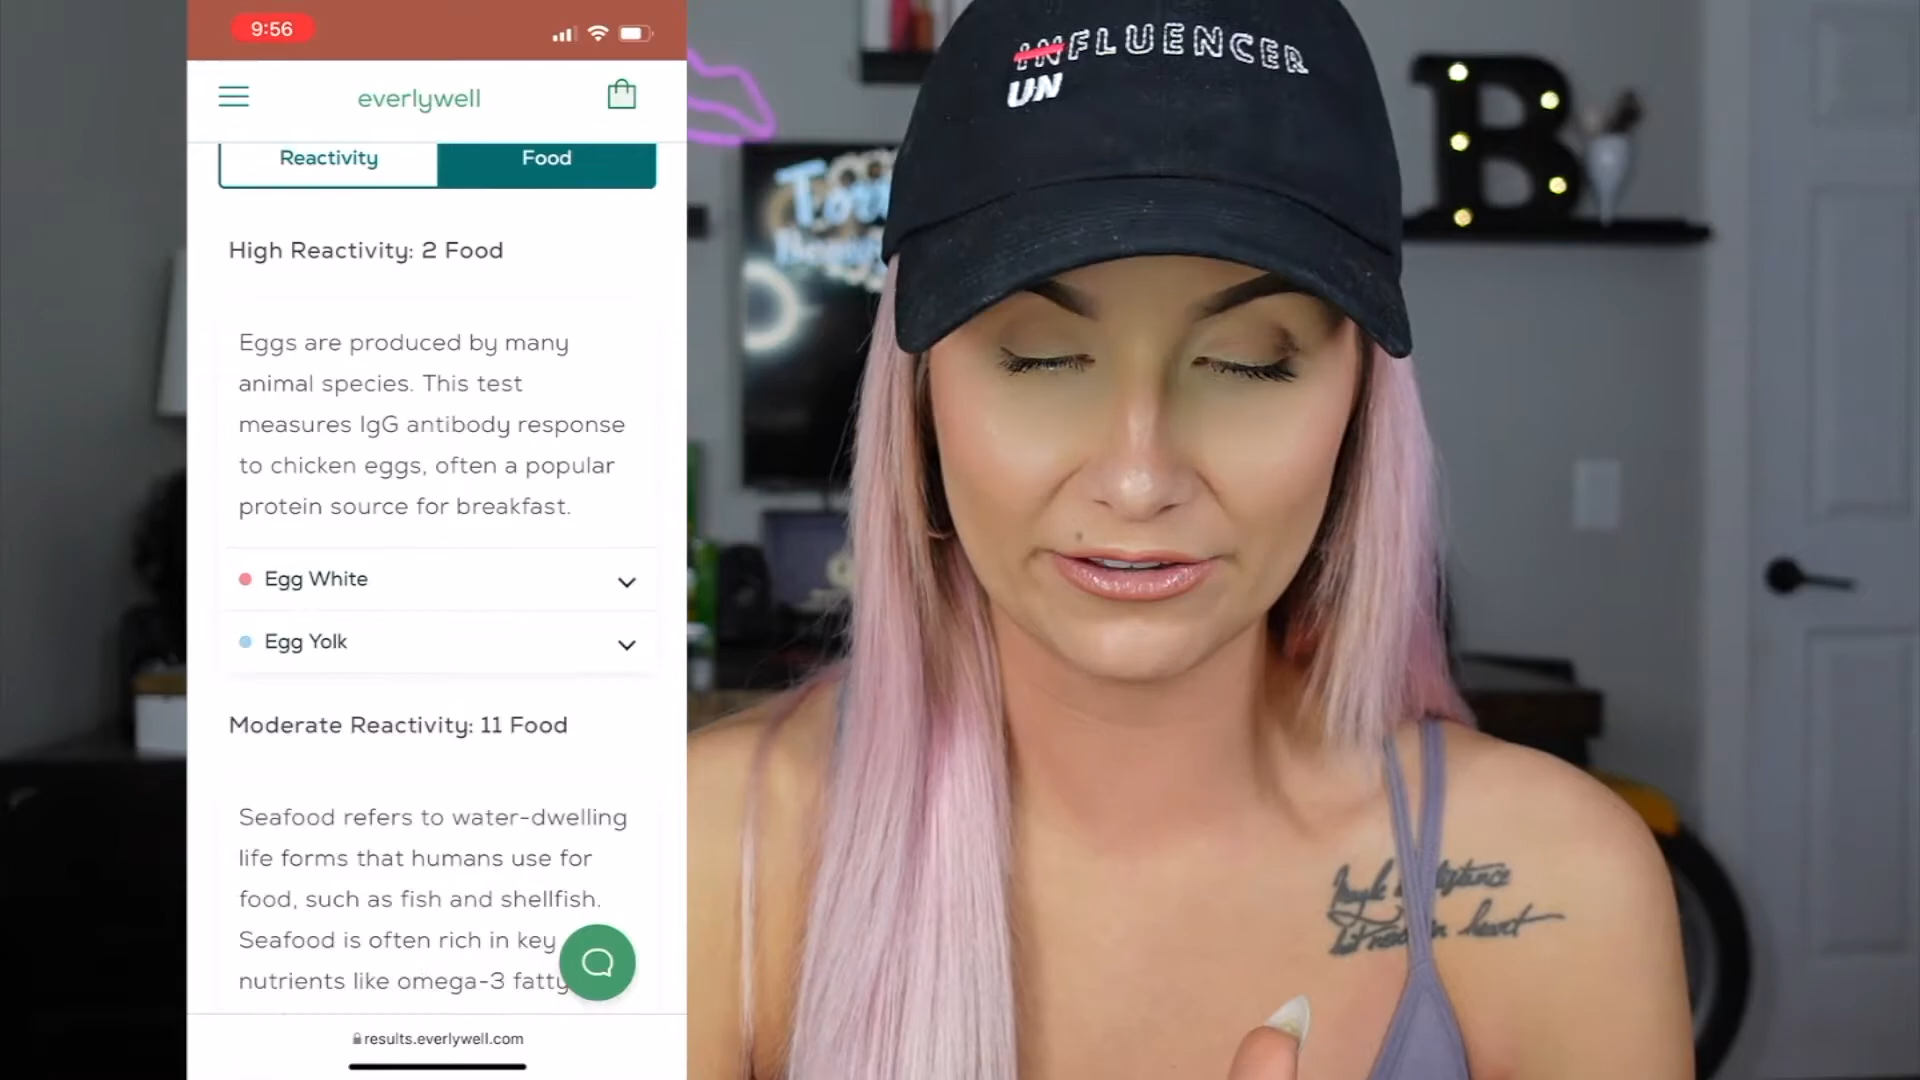 9:56
everlywell
Reactivity
Food
High Reactivity: 2 Food
Eggs are produced by many
animal species. This test
measures IgG antibody response
to chicken eggs, often a popular
protein source for breakfast.
Egg White
Egg Yolk
Moderate Reactivity: 11 Food
Seafood refers to water-dwelling
life forms that humans use for
food, such as fish and shellfish.
Seafood is often rich in key
nutrients like omega-3 fatty
results.everlywell.com
INFLUENCER
UN
B
heart